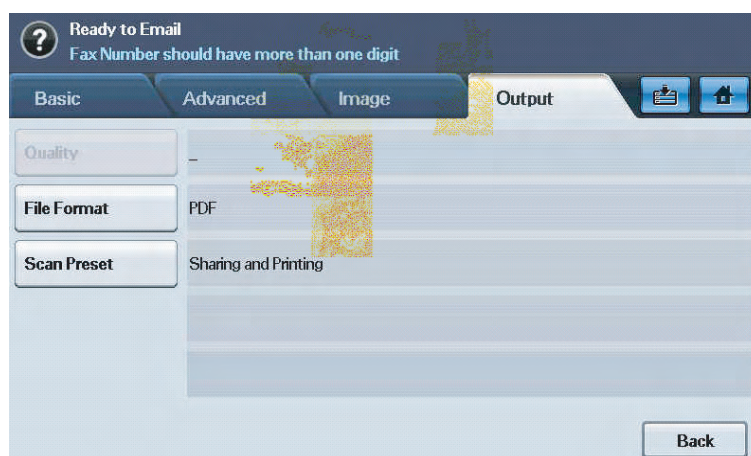 Ready to Email
Fax Number should have more than one digit
Basic
Advanced
Image
Output
Quality
–
File Format
PDF
Scan Preset
Sharing and Printing
Back